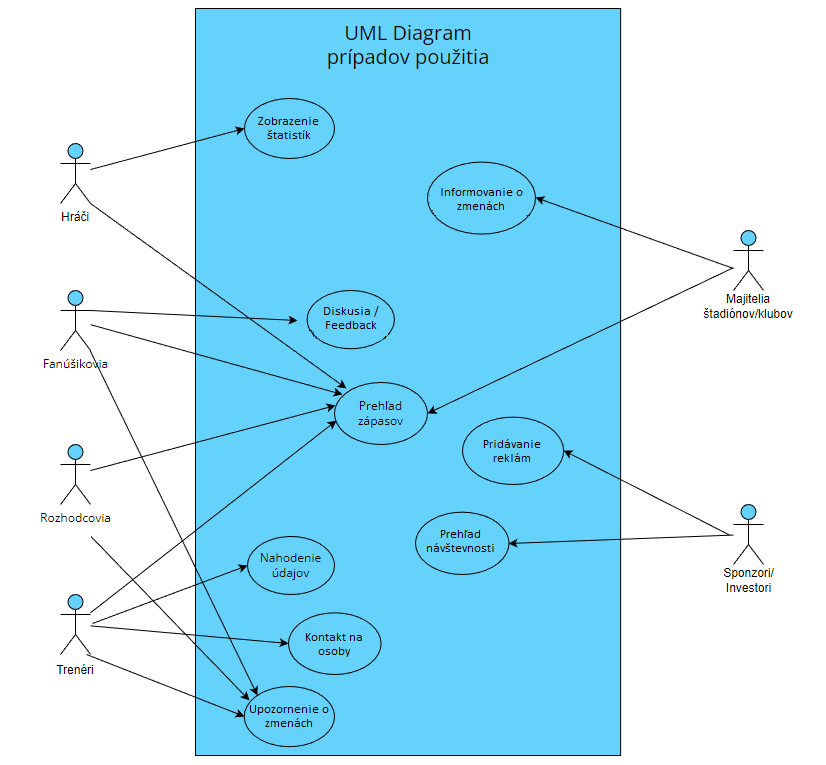 UML Diagram
prípadov použitia
Zobrazenie
štatistík
Hráči
Informovanie o
zmenách
Majitelia
štadiónov/klubov
Diskusia /
Feedback
Fanúšikovia
Prehľad
zápasov
Pridávanie
reklám
Rozhodcovia
Prehľad
návštevnosti
Sponzori/
Investori
Nahodenie
údajov
Kontakt na
osoby
Trenéri
Upozornenie o
zmenách